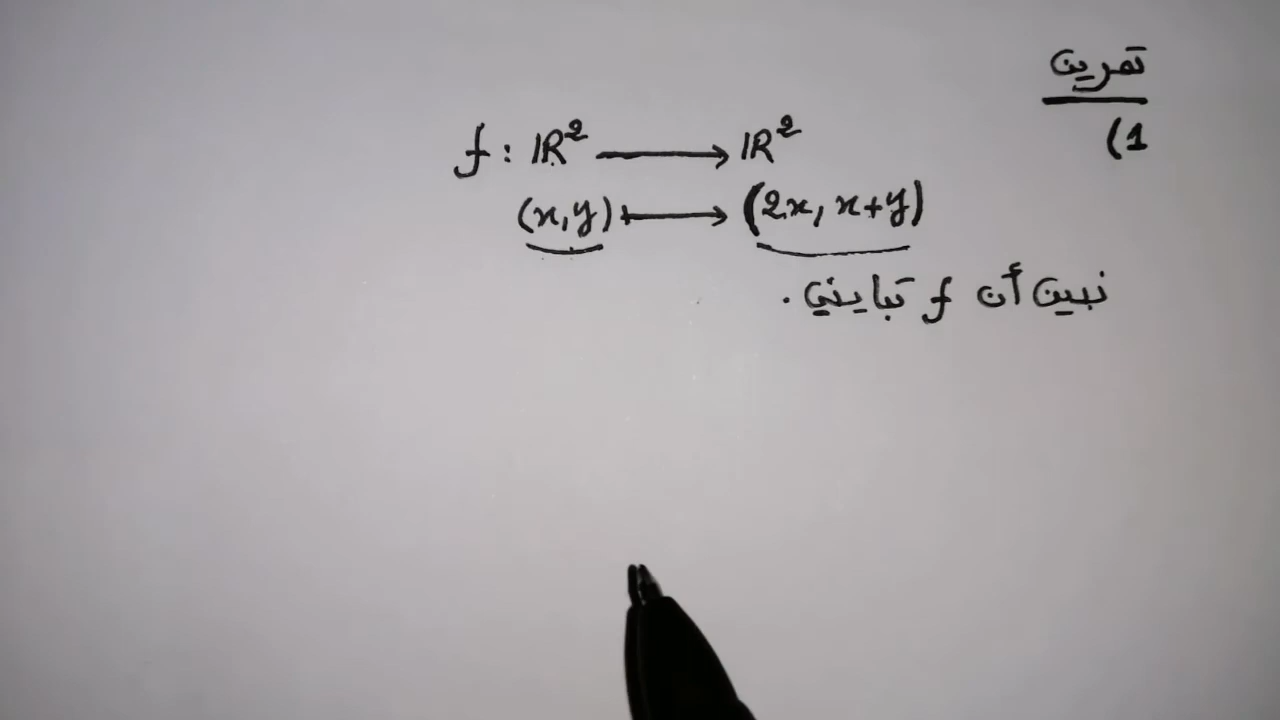 تمرين
(1
f : IR² ⟶ IR²
(x,y) ⟼ (2x, x+y)
نبين أن f تبايني.